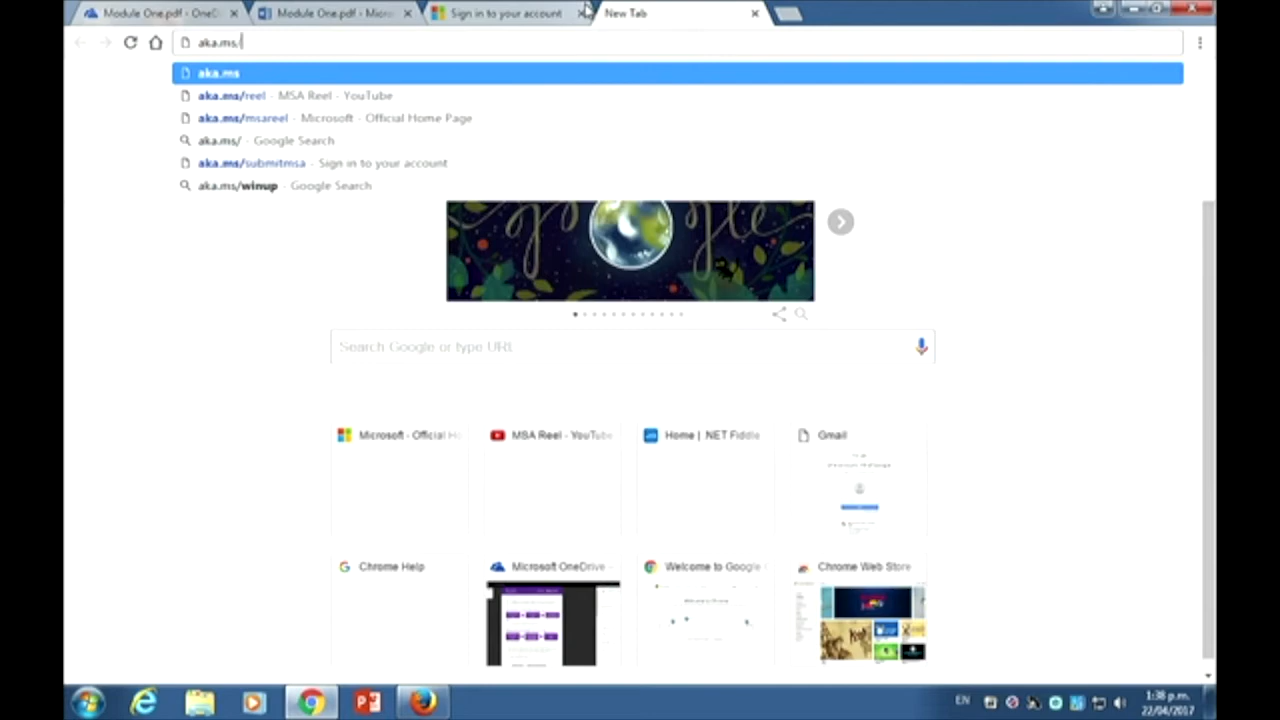 Module One.pdf - OneD
Module One.pdf - Micro
Sign in to your account
New Tab
aka.ms/
aka.ms
aka.ms/reel - MSA Reel - YouTube
aka.ms/msareel - Microsoft - Official Home Page
aka.ms/ - Google Search
aka.ms/submitmsa - Sign in to your account
aka.ms/winup - Google Search
Search Google or type URL
Microsoft - Official Ho
MSA Reel - YouTube
Home | .NET Fiddle
Gmail
Chrome Help
Microsoft OneDrive -
Welcome to Google
Chrome Web Store
EN
1:38 p.m.
22/04/2017